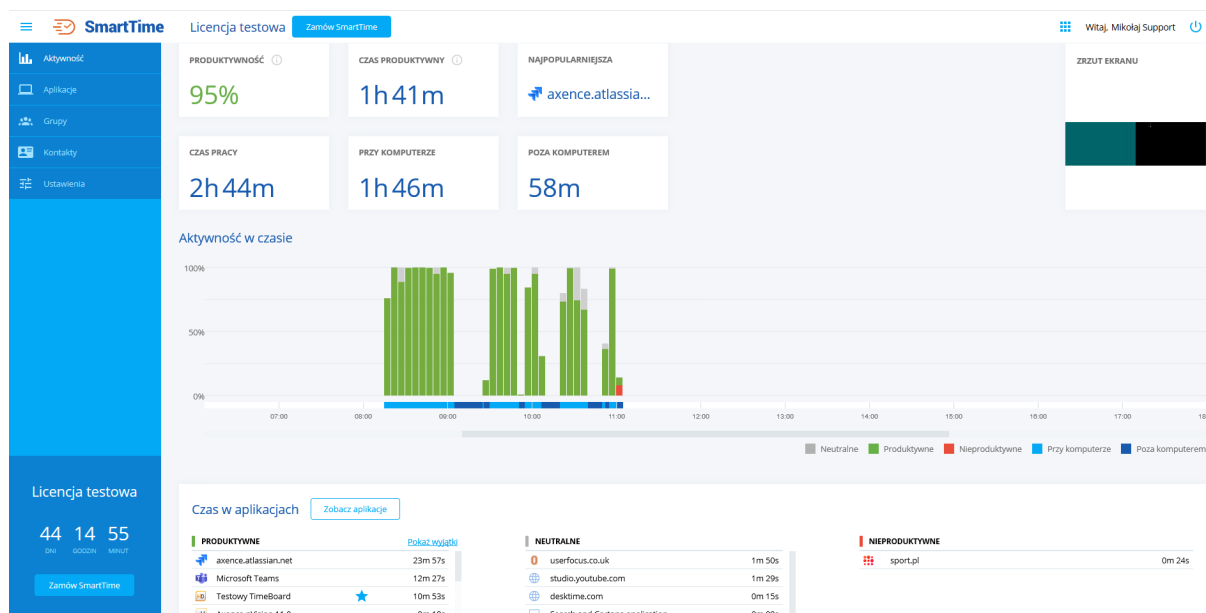 SmartTime Licencja testowa Zamów SmartTime Witaj, Mikołaj Support
Aktywność
Aplikacje
Grupy
Kontakty
Ustawienia
PRODUKTYWNOŚĆ CZAS PRODUKTYWNY NAJPOPULARNIEJSZA ZRZUT EKRANU
95% 1h 41m axence.atlassia...
CZAS PRACY PRZY KOMPUTERZE POZA KOMPUTEREM
2h 44m 1h 46m 58m
Aktywność w czasie
100%
50%
0%
07:00 08:00 09:00 10:00 11:00 12:00 13:00 14:00 15:00 16:00 17:00 18
Neutralne Produktywne Nieproduktywne Przy komputerze Poza komputerem
Licencja testowa
44 14 55
DNI GODZIN MINUT
Zamów SmartTime
Czas w aplikacjach Zobacz aplikacje
PRODUKTYWNE Pokaż wyjątki
axence.atlassian.net 23m 57s
Microsoft Teams 12m 27s
Testowy TimeBoard 10m 53s
NEUTRALNE
userfocus.co.uk 1m 50s
studio.youtube.com 1m 29s
desktime.com 0m 15s
NIEPRODUKTYWNE
sport.pl 0m 24s